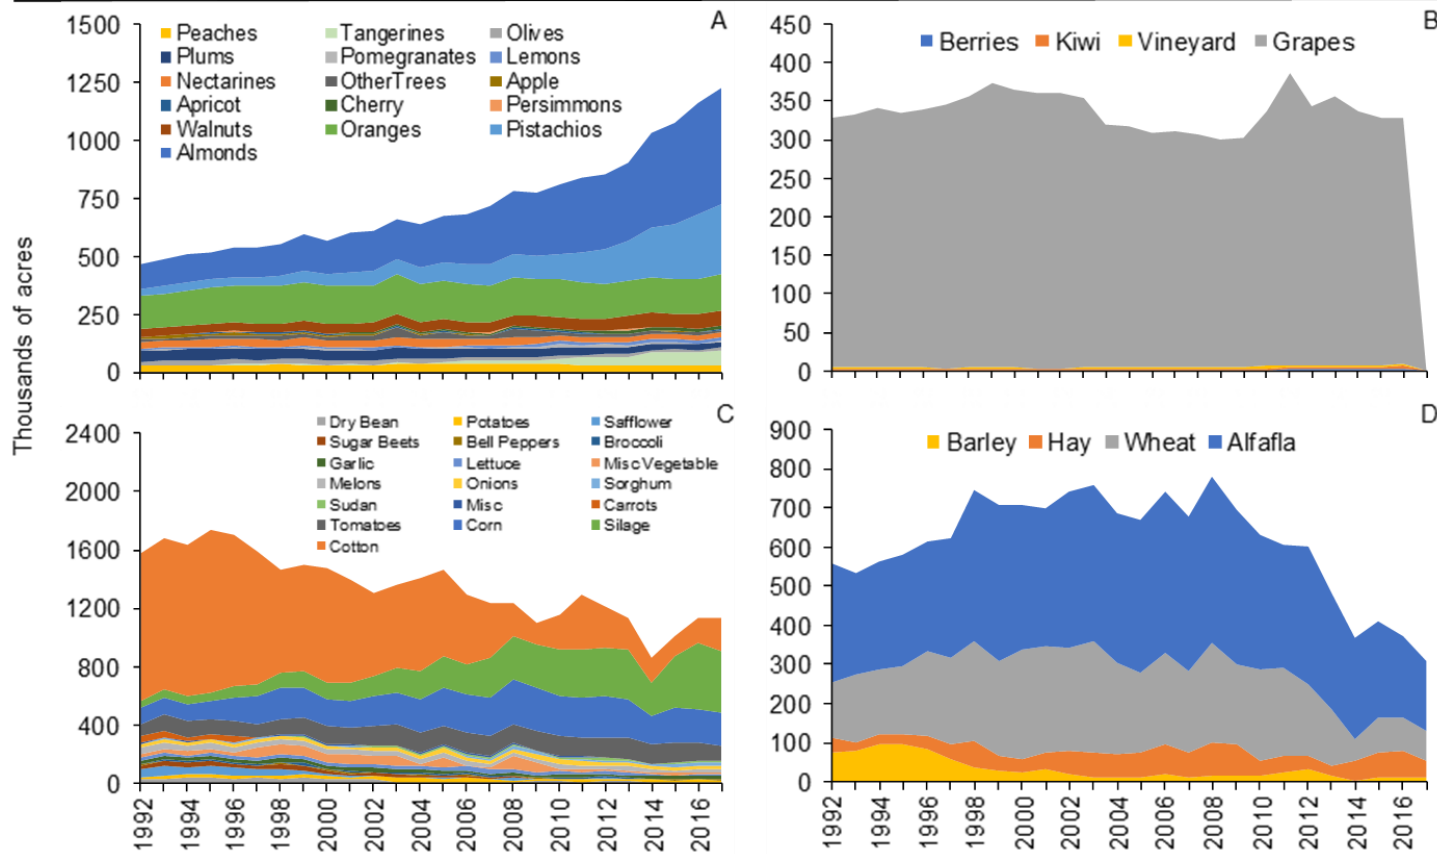 Thousands of acres
A
1500
1250
1000
750
500
250
0
Peaches Tangerines Olives
Plums Pomegranates Lemons
Nectarines OtherTrees Apple
Apricot Cherry Persimmons
Walnuts Oranges Pistachios
Almonds
B
450
400
350
300
250
200
150
100
50
0
Berries Kiwi Vineyard Grapes
C
2400
2000
1600
1200
800
400
0
Dry Bean Potatoes Safflower
Sugar Beets Bell Peppers Broccoli
Garlic Lettuce Misc Vegetable
Melons Onions Sorghum
Sudan Misc Carrots
Tomatoes Corn Silage
Cotton
1992 1994 1996 1998 2000 2002 2004 2006 2008 2010 2012 2014 2016
D
900
800
700
600
500
400
300
200
100
0
Barley Hay Wheat Alfafla
1992 1994 1996 1998 2000 2002 2004 2006 2008 2010 2012 2014 2016